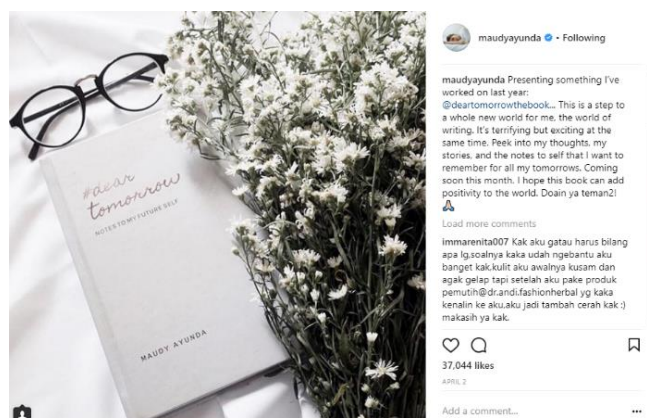 #dear
tomorrow
NOTES TO MY FUTURE SELF
MAUDY AYUNDA
maudyayunda • Following
maudyayunda Presenting something I've
worked on last year:
@deartomorrowthebook... This is a step to
a whole new world for me, the world of
writing. It's terrifying but exciting at the
same time. Peek into my thoughts, my
stories, and the notes to self that I want to
remember for all my tomorrows. Coming
soon this month. I hope this book can add
positivity to the world. Doain ya teman2!
🙏🏼
Load more comments
immarenita007 Kak aku gatau harus bilang
apa lg,soalnya kaka udah ngebantu aku
banget kak,kulit aku awalnya kusam dan
agak gelap tapi setelah aku pake produk
pemutih@dr.andi.fashionherbal yg kaka
kenalin ke aku,aku jadi tambah cerah kak :)
makasih ya kak.
37,044 likes
APRIL 2
Add a comment...